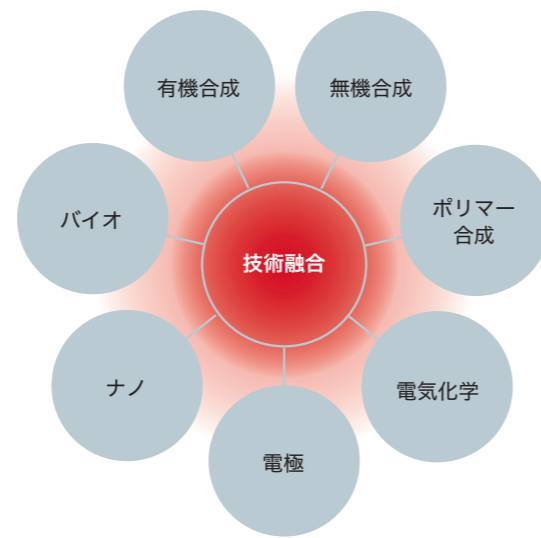 有機合成
無機合成
バイオ
ポリマー
合成
技術融合
ナノ
電気化学
電極